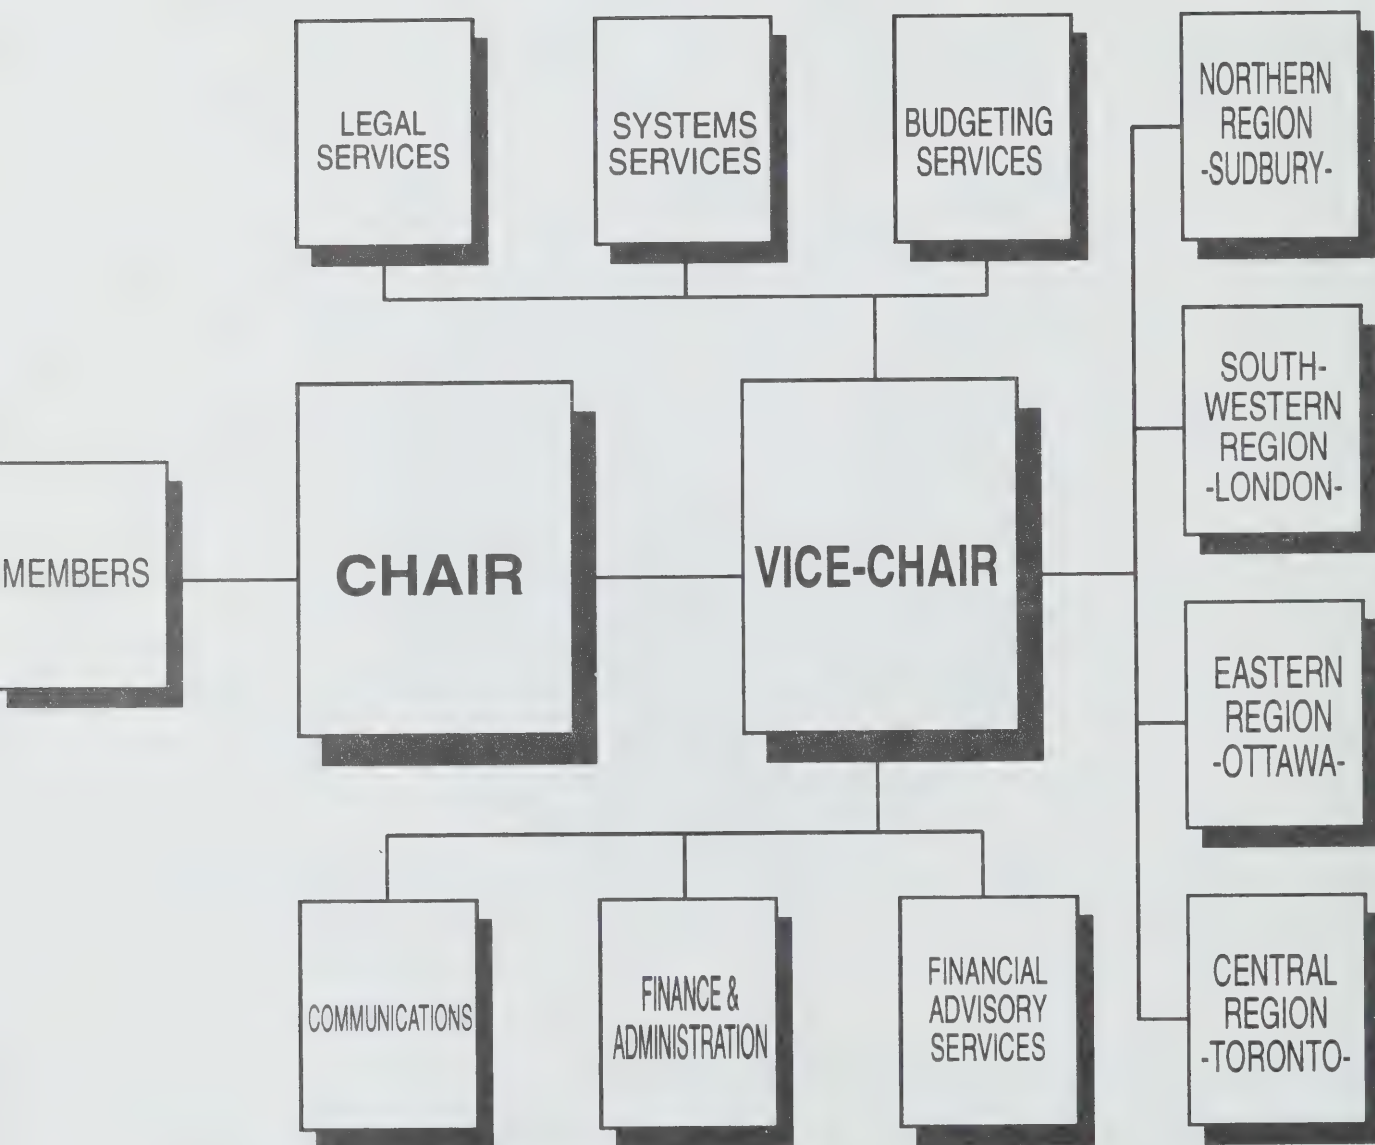 LEGAL
SERVICES
SYSTEMS
SERVICES
BUDGETING
SERVICES
NORTHERN
REGION
-SUDBURY-
SOUTH-
WESTERN
REGION
-LONDON-
MEMBERS
CHAIR
VICE-CHAIR
EASTERN
REGION
-OTTAWA-
COMMUNICATIONS
FINANCE &
ADMINISTRATION
FINANCIAL
ADVISORY
SERVICES
CENTRAL
REGION
-TORONTO-